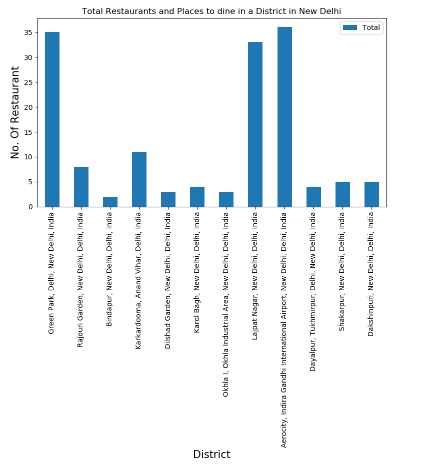 Total Restaurants and Places to dine in a District in New Delhi
Total
No. Of Restaurant
35
30
25
20
15
10
5
0
Green Park, Delhi, New Delhi, India
Rajouri Garden, New Delhi, Delhi, India
Bindapur, New Delhi, Delhi, India
Karkardooma, Anand Vihar, Delhi, India
Dilshad Garden, New Delhi, Delhi, India
Karol Bagh, New Delhi, Delhi, India
Okhla I, Okhla Industrial Area, New Delhi, Delhi, India
Lajpat Nagar, New Delhi, Delhi, India
Aerocity, Indira Gandhi International Airport, New Delhi, Delhi, India
Dayalpur, Tukhmirpur, Delhi, New Delhi, India
Shakarpur, New Delhi, Delhi, India
Dakshinpuri, New Delhi, Delhi, India
District